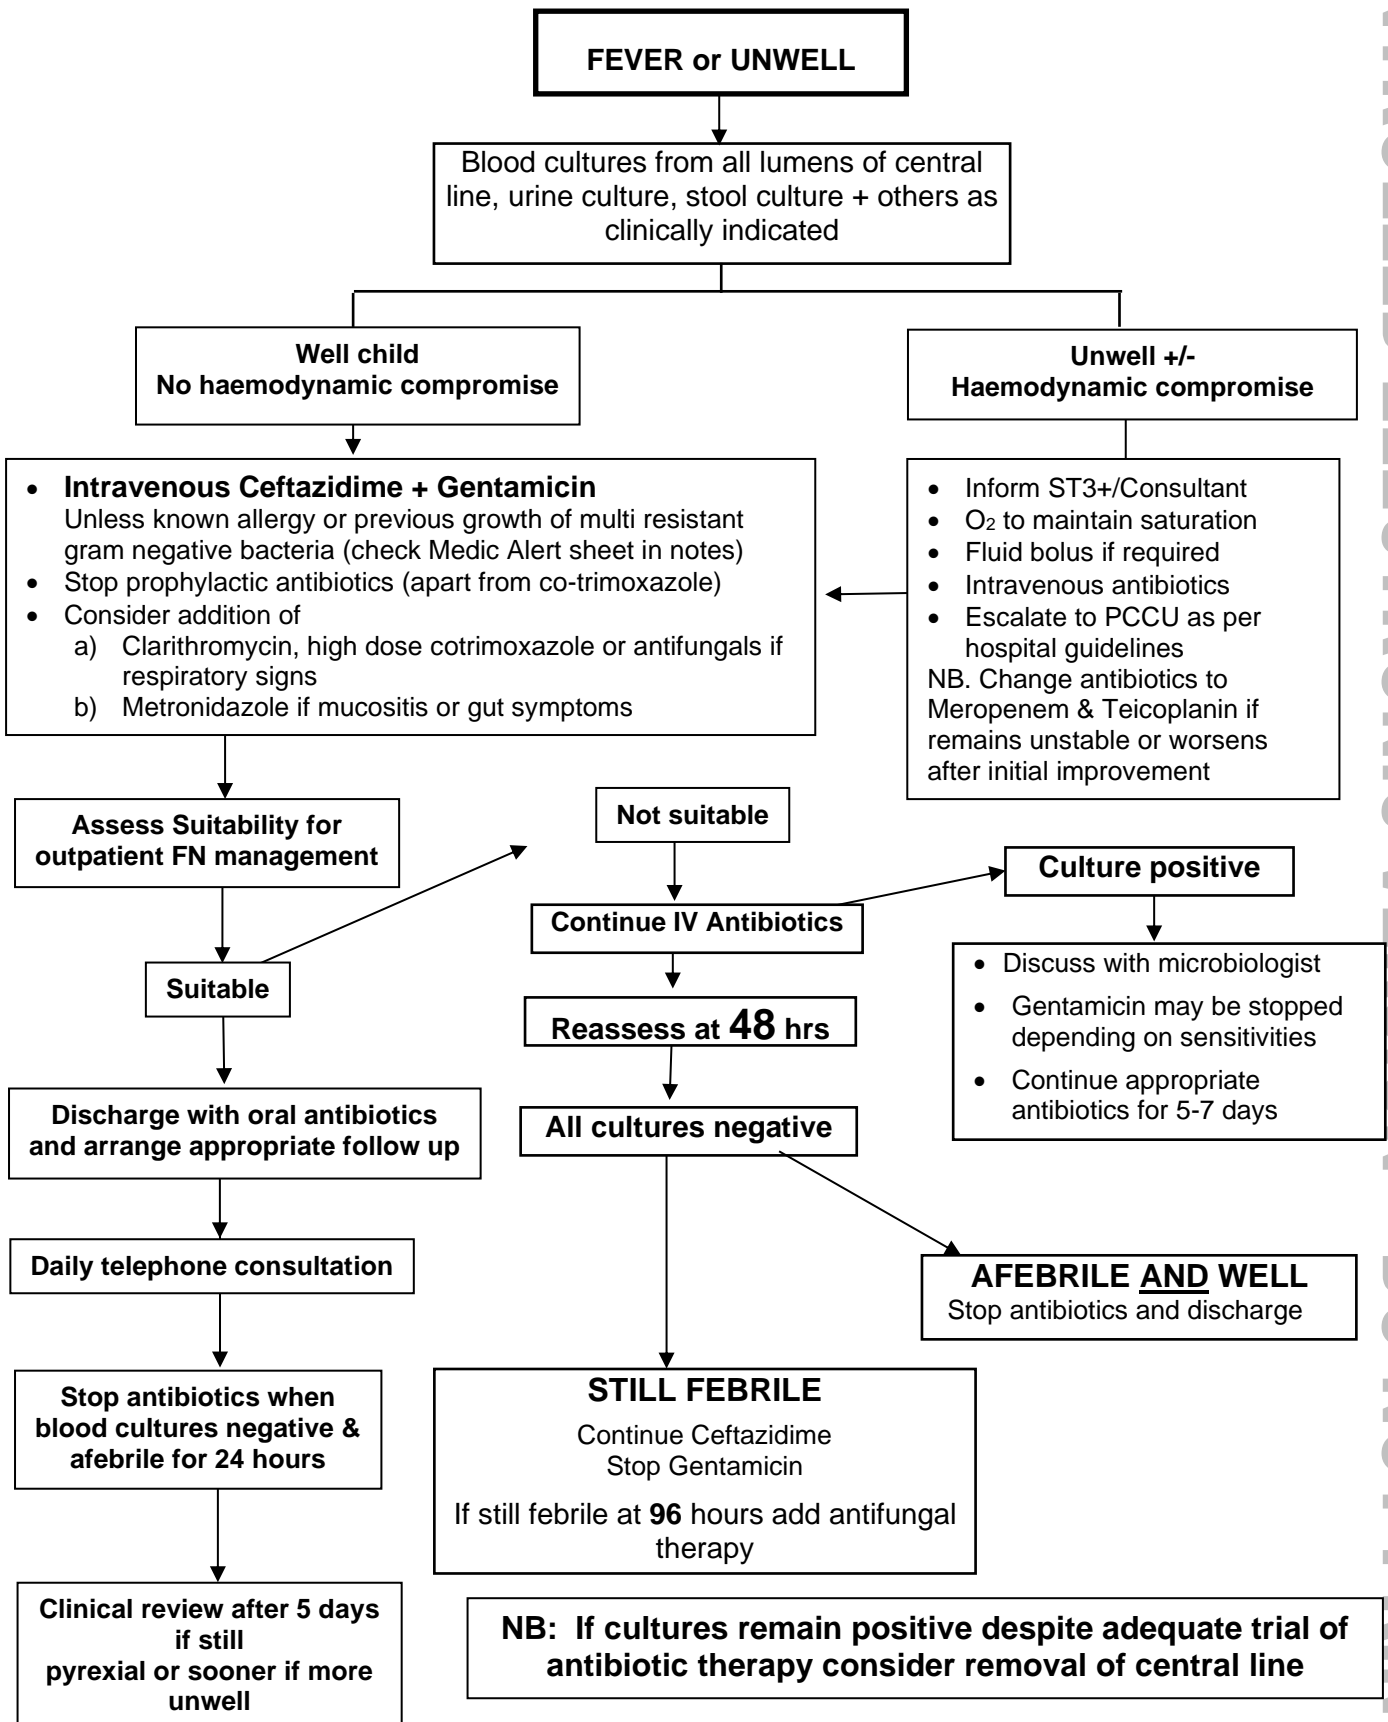 FEVER or UNWELL
Blood cultures from all lumens of central
line, urine culture, stool culture + others as
clinically indicated
Well child
No haemodynamic compromise
Unwell +/-
Haemodynamic compromise
• Intravenous Ceftazidime + Gentamicin
Unless known allergy or previous growth of multi resistant
gram negative bacteria (check Medic Alert sheet in notes)
• Stop prophylactic antibiotics (apart from co-trimoxazole)
• Consider addition of
a) Clarithromycin, high dose cotrimoxazole or antifungals if
respiratory signs
b) Metronidazole if mucositis or gut symptoms
• Inform ST3+/Consultant
• O2 to maintain saturation
• Fluid bolus if required
• Intravenous antibiotics
• Escalate to PCCU as per
hospital guidelines
NB. Change antibiotics to
Meropenem & Teicoplanin if
remains unstable or worsens
after initial improvement
Assess Suitability for
outpatient FN management
Not suitable
Culture positive
Continue IV Antibiotics
Suitable
• Discuss with microbiologist
• Gentamicin may be stopped
depending on sensitivities
• Continue appropriate
antibiotics for 5-7 days
Reassess at 48 hrs
Discharge with oral antibiotics
and arrange appropriate follow up
All cultures negative
Daily telephone consultation
AFEBRILE AND WELL
Stop antibiotics and discharge
Stop antibiotics when
blood cultures negative &
afebrile for 24 hours
STILL FEBRILE
Continue Ceftazidime
Stop Gentamicin
If still febrile at 96 hours add antifungal
therapy
Clinical review after 5 days
if still
pyrexial or sooner if more
unwell
NB: If cultures remain positive despite adequate trial of
antibiotic therapy consider removal of central line